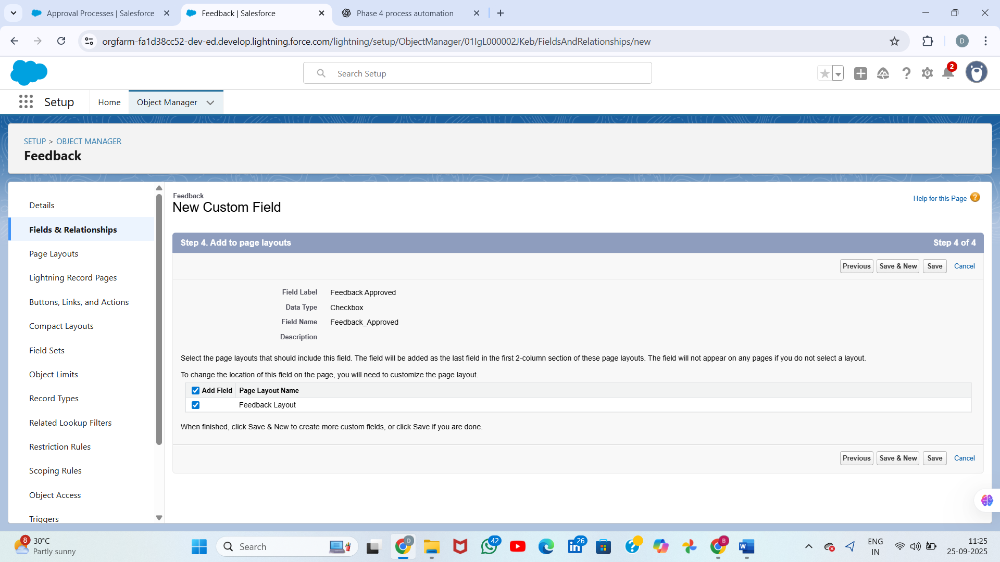 Approval Processes | Salesforce
Feedback | Salesforce
Phase 4 process automation
orgfarm-fa1d38cc52-dev-ed.develop.lightning.force.com/lightning/setup/ObjectManager/01IgL000002JKeb/FieldsAndRelationships/new
D
Search Setup
2
Setup
Home
Object Manager
SETUP > OBJECT MANAGER
Feedback
Details
Fields & Relationships
Page Layouts
Lightning Record Pages
Buttons, Links, and Actions
Compact Layouts
Field Sets
Object Limits
Record Types
Related Lookup Filters
Restriction Rules
Scoping Rules
Object Access
Triggers
Feedback
New Custom Field
Help for this Page
Step 4. Add to page layouts
Step 4 of 4
Previous
Save & New
Save
Cancel
Field Label Feedback Approved
Data Type Checkbox
Field Name Feedback_Approved
Description
Select the page layouts that should include this field. The field will be added as the last field in the first 2-column section of these page layouts. The field will not appear on any pages if you do not select a layout.
To change the location of this field on the page, you will need to customize the page layout.
Add Field Page Layout Name
Feedback Layout
When finished, click Save & New to create more custom fields, or click Save if you are done.
Previous
Save & New
Save
Cancel
8
30°C
Partly sunny
Search
D
42
26
B
W
ENG
IN
11:25
25-09-2025